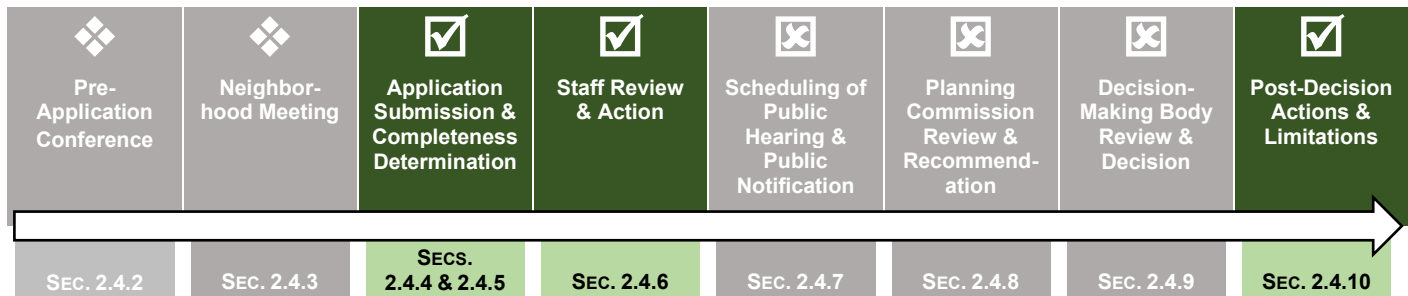 Pre-
Application
Conference
Neighbor-
hood Meeting
Application
Submission &
Completeness
Determination
Staff Review
& Action
Scheduling of
Public
Hearing &
Public
Notification
Planning
Commission
Review &
Recommend-
ation
Decision-
Making Body
Review &
Decision
Post-Decision
Actions &
Limitations
SEC. 2.4.2
SEC. 2.4.3
SECS.
2.4.4 & 2.4.5
SEC. 2.4.6
SEC. 2.4.7
SEC. 2.4.8
SEC. 2.4.9
SEC. 2.4.10